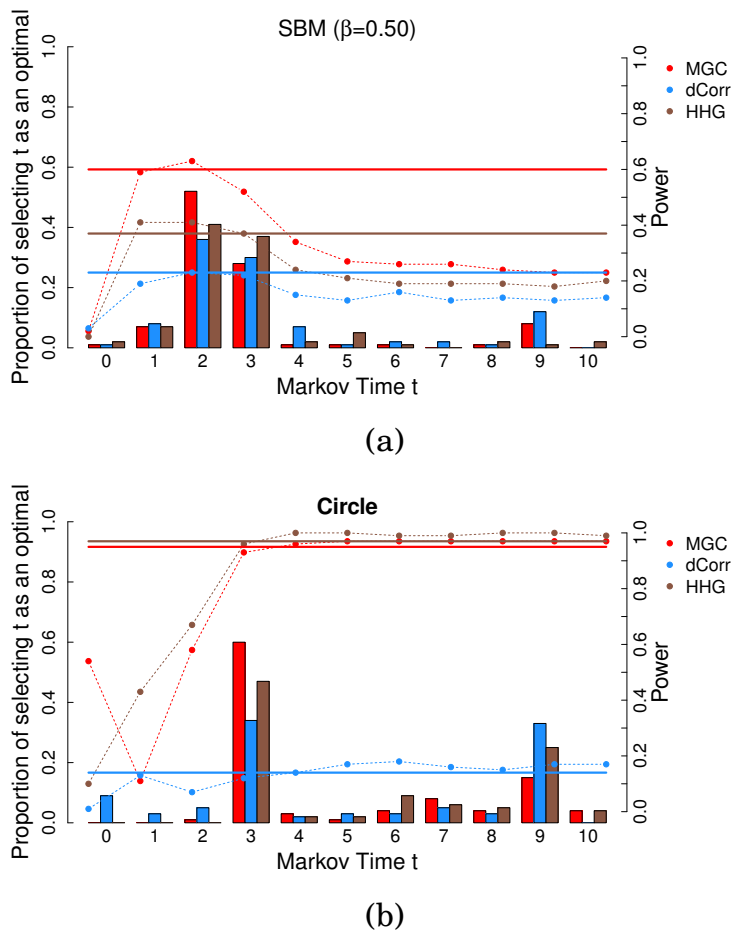 SBM (β=0.50)
Proportion of selecting t as an optimal
0.0 0.2 0.4 0.6 0.8 1.0
0 1 2 3 4 5 6 7 8 9 10
Markov Time t
0.0 0.2 0.4 0.6 0.8 1.0
Power
MGC
dCorr
HHG
(a)
Circle
Proportion of selecting t as an optimal
0.0 0.2 0.4 0.6 0.8 1.0
0 1 2 3 4 5 6 7 8 9 10
Markov Time t
0.0 0.2 0.4 0.6 0.8 1.0
Power
MGC
dCorr
HHG
(b)